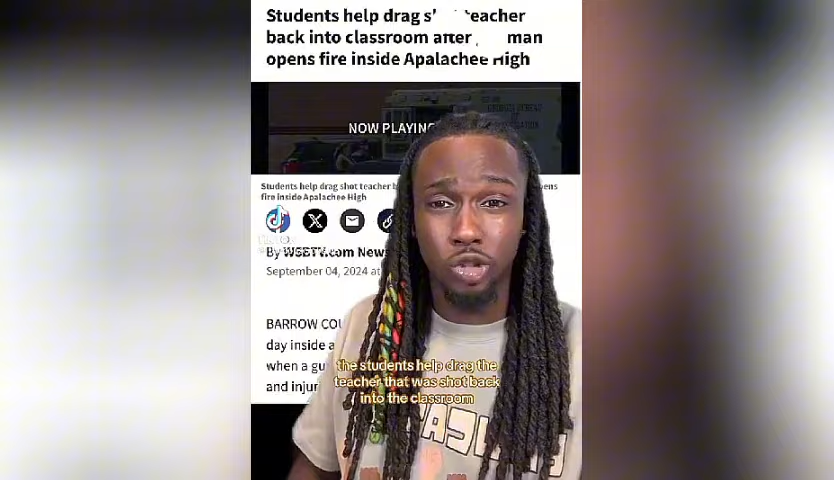 Students help drag s teacher
back into classroom after man
opens fire inside Apalachee High
NOW PLAYING
Students help drag shot teacher b pens
fire inside Apalachee High
By WSBTV.com News
September 04, 2024 at
BARROW COU
day inside a
when a gu
and injur
the students help drag the
teacher that was shot back
into the classroom